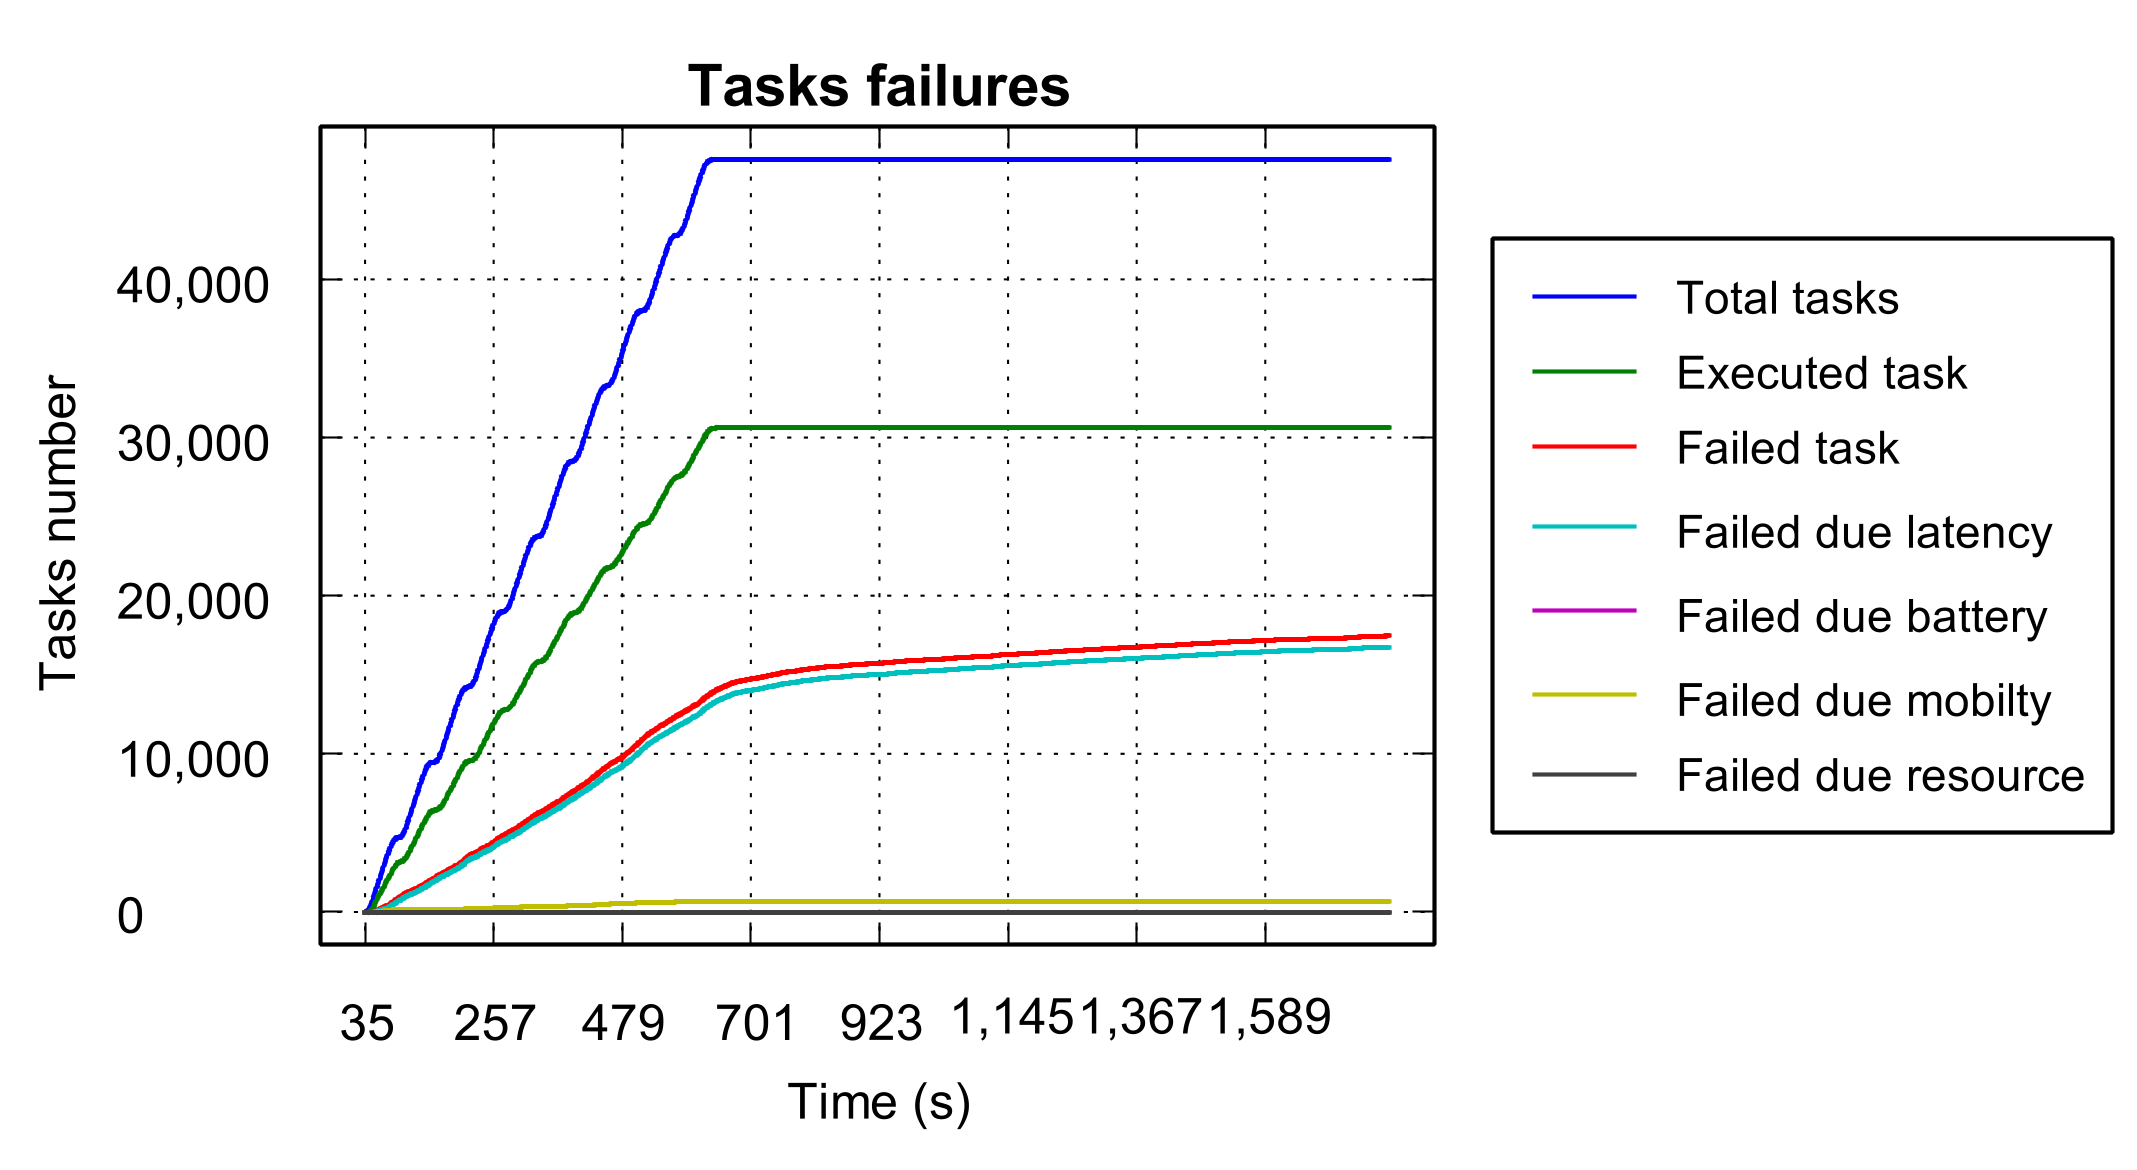 Tasks failures
40,000
30,000
20,000
10,000
0
Tasks number
35 257 479 701 923 1,145 1,367 1,589
Time (s)
Total tasks
Executed task
Failed task
Failed due latency
Failed due battery
Failed due mobilty
Failed due resource